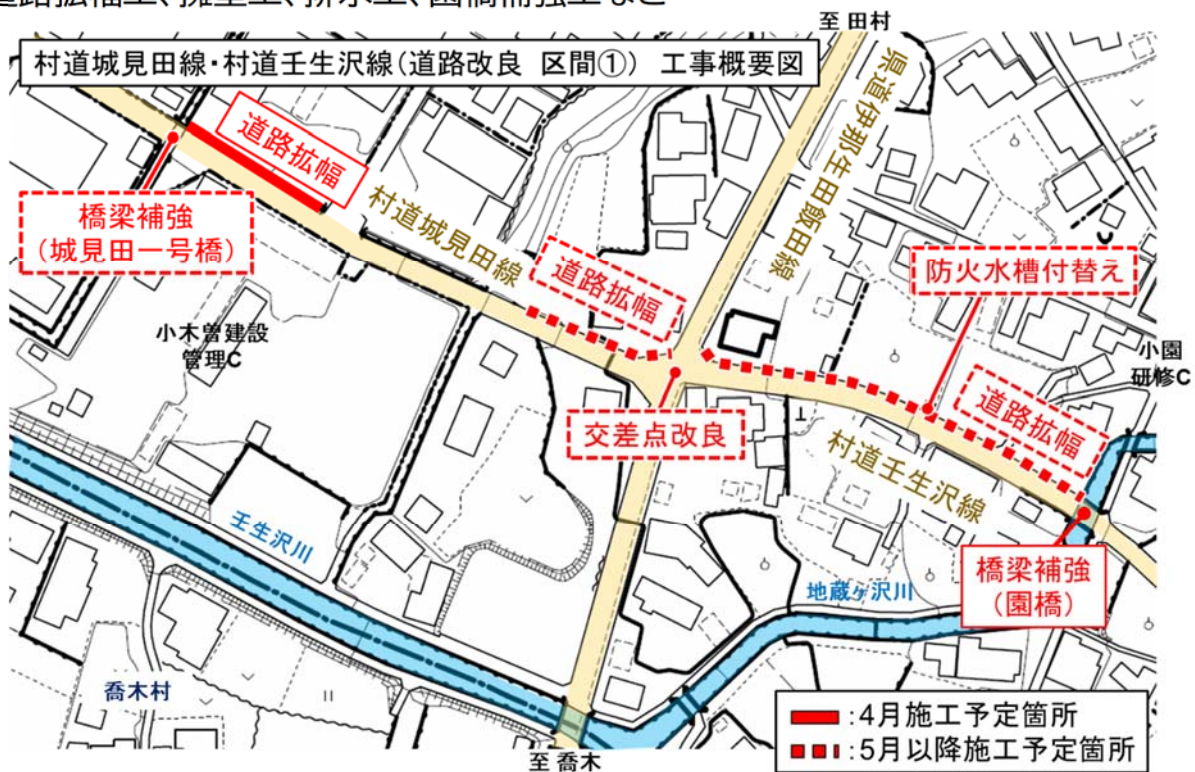 道路拡幅工、擁壁工、排水工、園橋補強工など
至 田村
村道城見田線・村道壬生沢線(道路改良 区間①) 工事概要図
県道伊那生田飯田線
道路拡幅
橋梁補強
(城見田一号橋)
村道城見田線
道路拡幅
防火水槽付替え
小木曽建設
管理C
小園
研修C
道路拡幅
交差点改良
村道壬生沢線
壬生沢川
橋梁補強
(園橋)
地蔵ヶ沢川
喬木村
:4月施工予定箇所
:5月以降施工予定箇所
至 喬木